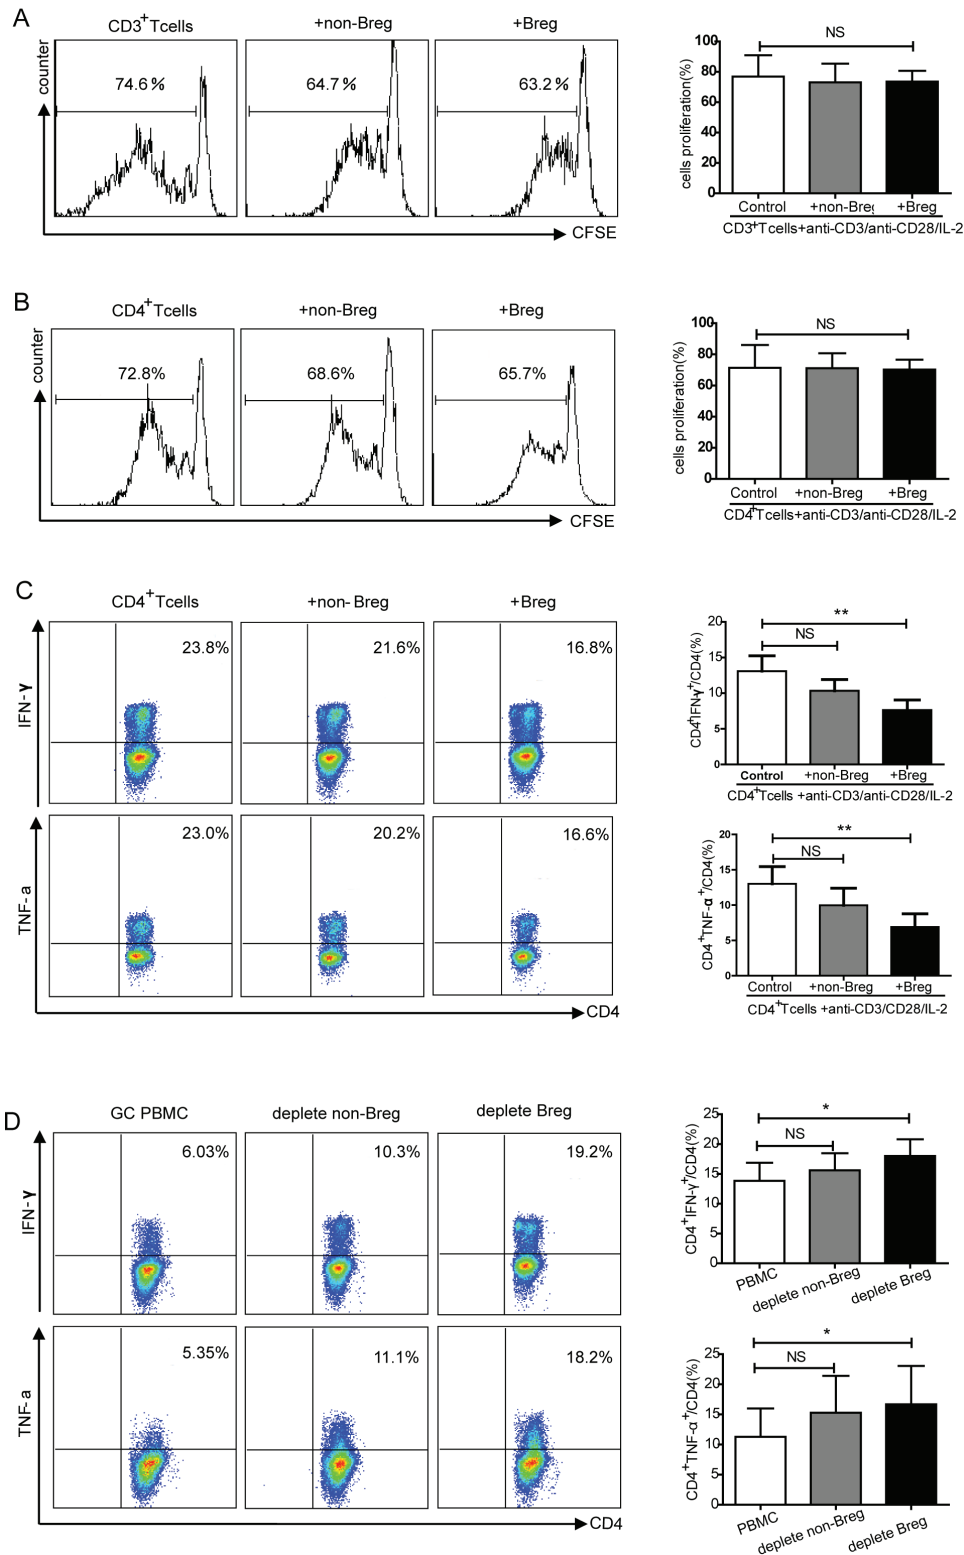 A
CD3+Tcells
+non-Breg
+Breg
counter
74.6%
64.7%
63.2%
CFSE
cells proliferation(%)
100
80
60
40
20
0
NS
Control
+non-Breg
+Breg
CD3+Tcells+anti-CD3/anti-CD28/IL-2
B
CD4+Tcells
+non-Breg
+Breg
counter
72.8%
68.6%
65.7%
CFSE
cells proliferation(%)
100
80
60
40
20
0
NS
Control
+non-Breg
+Breg
CD4+Tcells+anti-CD3/anti-CD28/IL-2
C
CD4+Tcells
+non-Breg
+Breg
IFN-γ
23.8%
21.6%
16.8%
TNF-a
23.0%
20.2%
16.6%
CD4
CD4+IFN-γ+/CD4(%)
20
15
10
5
0
**
NS
Control
+non-Breg
+Breg
CD4+Tcells +anti-CD3/anti-CD28/IL-2
CD4+TNF-α+/CD4(%)
20
15
10
5
0
**
NS
Control
+non-Breg
+Breg
CD4+Tcells +anti-CD3/CD28/IL-2
D
GC PBMC
deplete non-Breg
deplete Breg
IFN-γ
6.03%
10.3%
19.2%
TNF-a
5.35%
11.1%
18.2%
CD4
CD4+IFN-γ+/CD4(%)
25
20
15
10
5
0
*
NS
PBMC
deplete non-Breg
deplete Breg
CD4+TNF-α+/CD4(%)
25
20
15
10
5
0
*
NS
PBMC
deplete non-Breg
deplete Breg